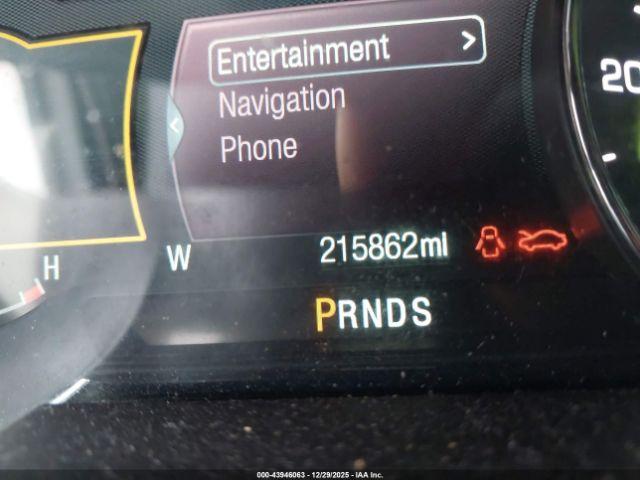 Entertainment >
Navigation
Phone
20
H
W
215862mi
PRNDS
000-43946063 - 12/29/2025 - IAA Inc.